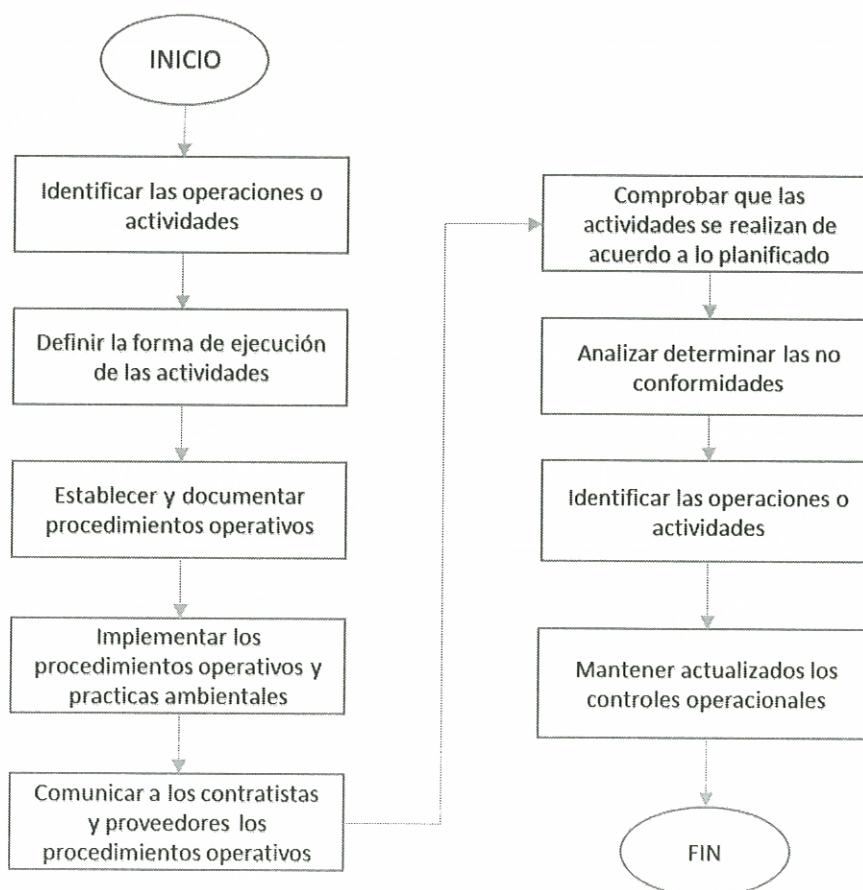 INICIO
Identificar las operaciones o
actividades
Definir la forma de ejecución
de las actividades
Establecer y documentar
procedimientos operativos
Implementar los
procedimientos operativos y
practicas ambientales
Comunicar a los contratistas
y proveedores los
procedimientos operativos
Comprobar que las
actividades se realizan de
acuerdo a lo planificado
Analizar determinar las no
conformidades
Identificar las operaciones o
actividades
Mantener actualizados los
controles operacionales
FIN